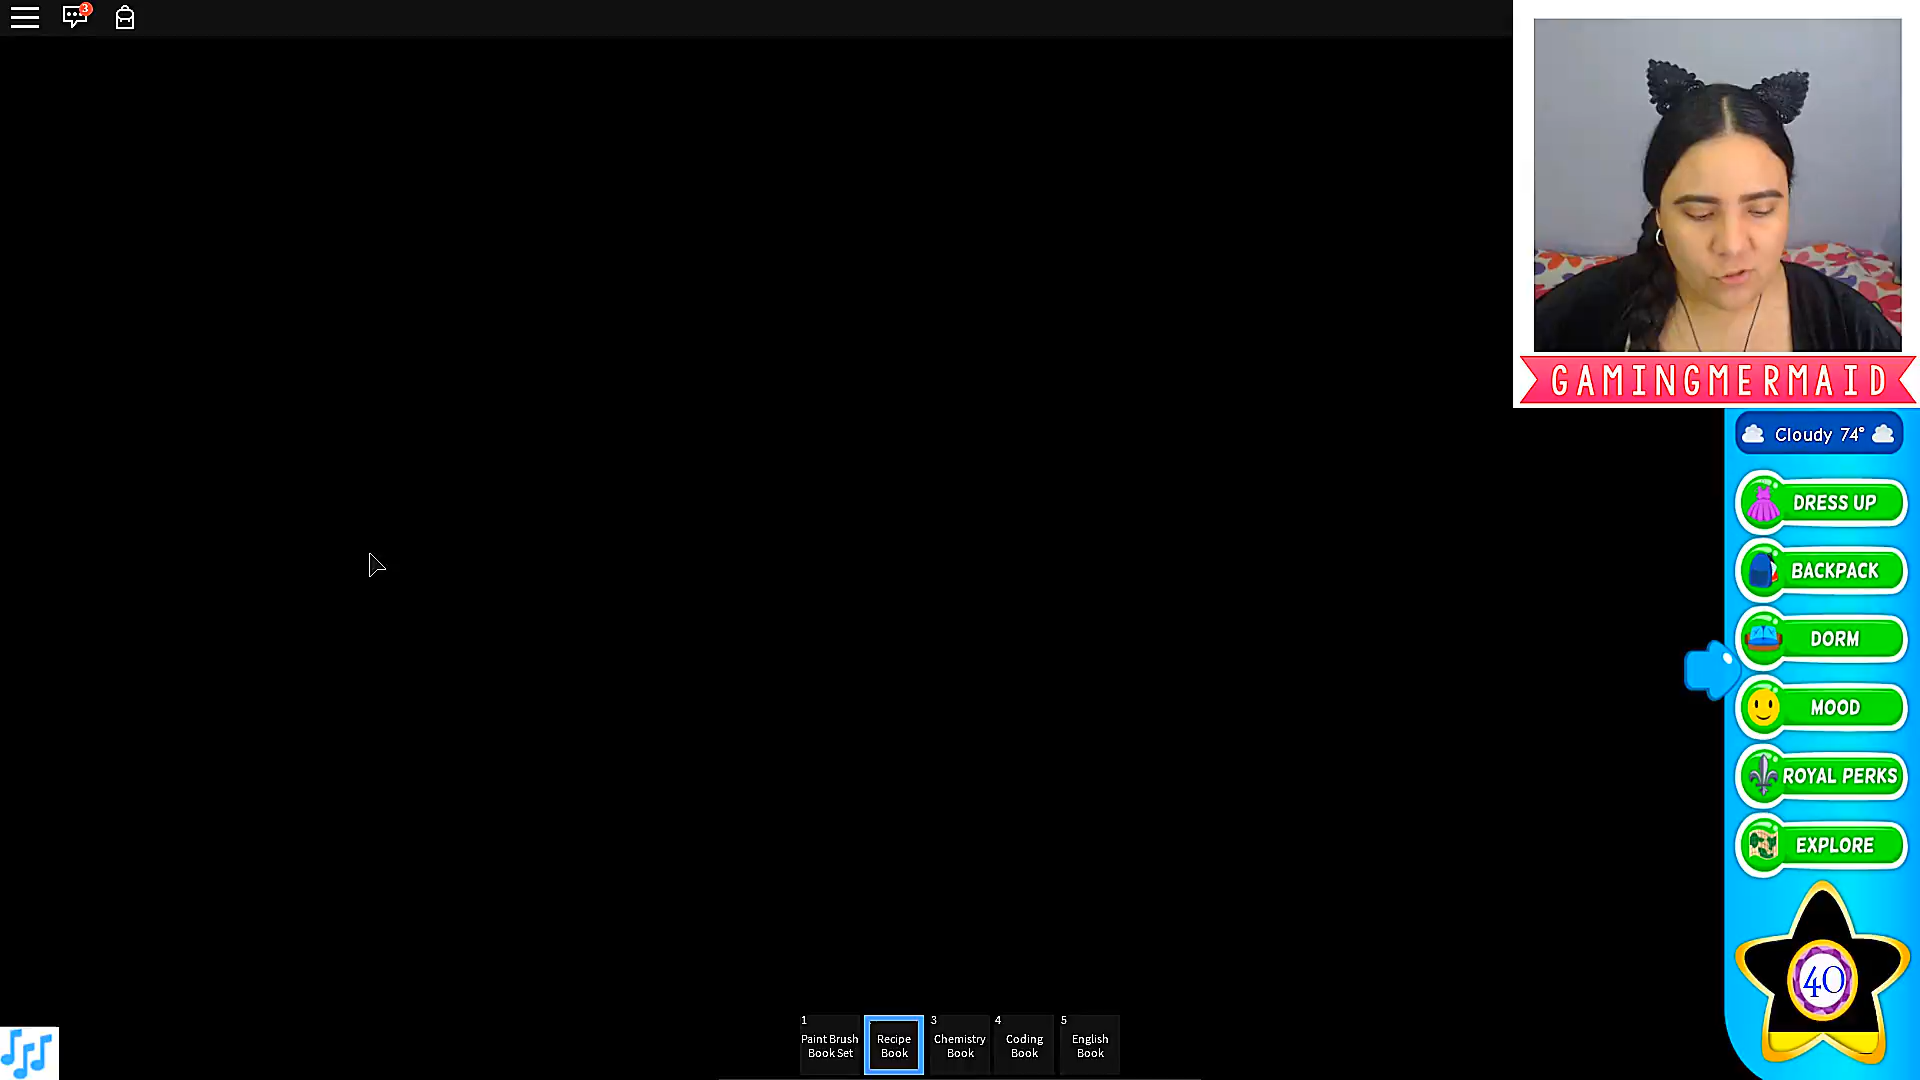 3
GAMINGMERMAID
Cloudy 74°
DRESS UP
BACKPACK
DORM
MOOD
ROYAL PERKS
EXPLORE
40
1
Paint Brush
Book Set
Recipe
Book
3
Chemistry
Book
4
Coding
Book
5
English
Book